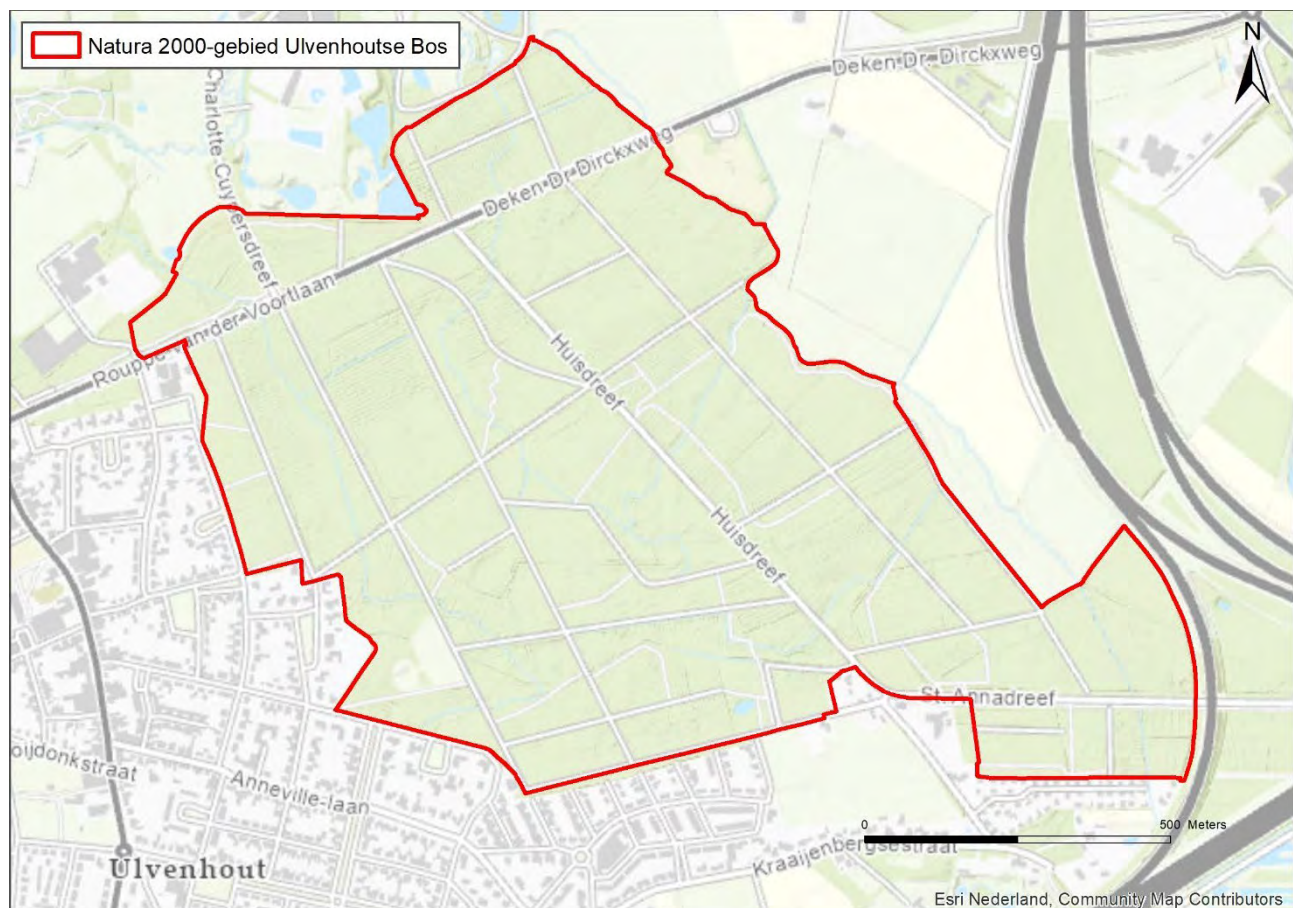 Natura 2000-gebied Ulvenhoutse Bos
N
Deken Dr. Dirckxweg
Charlotte Cuypersdreef
Deken Dr. Dirckxweg
Rouppe van der Voortlaan
Huisdreef
Huisdreef
St. Annadreef
oijdonkstraat
Anneville-laan
0 500 Meters
Ulvenhout
Kraaijenbergsestraat
Esri Nederland, Community Map Contributors